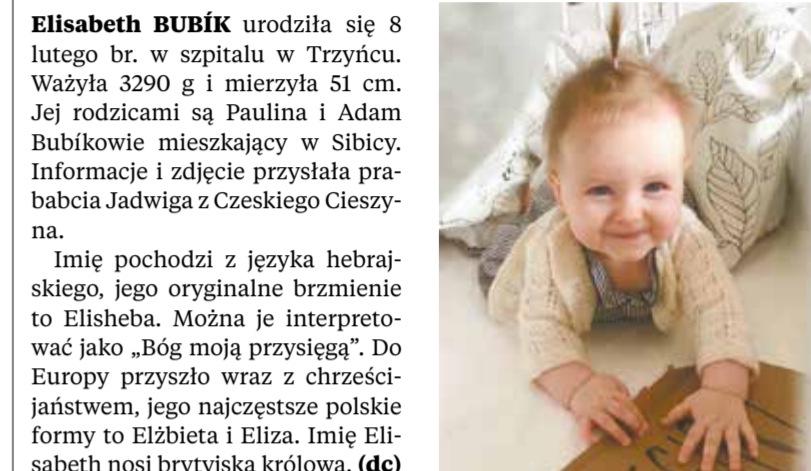 Elisabeth BUBÍK urodziła się 8
lutego br. w szpitalu w Trzyńcu.
Ważyła 3290 g i mierzyła 51 cm.
Jej rodzicami są Paulina i Adam
Bubíkowie mieszkający w Sibicy.
Informacje i zdjęcie przysłała pra-
babcia Jadwiga z Czeskiego Cieszy-
na.
Imię pochodzi z języka hebraj-
skiego, jego oryginalne brzmienie
to Elisheba. Można je interpreto-
wać jako „Bóg moją przysięgą”. Do
Europy przyszło wraz z chrześci-
jaństwem, jego najczęstsze polskie
formy to Elżbieta i Eliza. Imię Eli-
sabeth nosi brytyjska królowa. (dc)